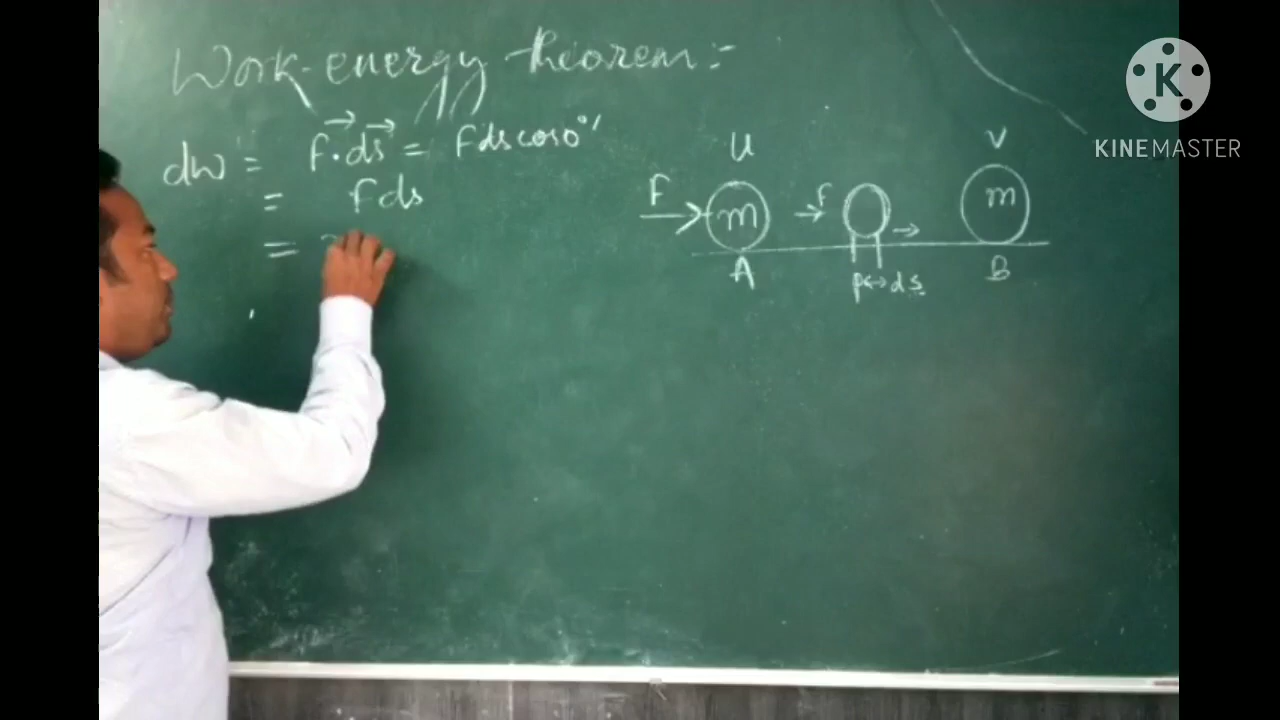 Work-energy theorem:-
dw = F·ds = Fds cos0°
= Fds
=
U
V
F
m
F
m
A
P ds
B
K
KINEMASTER